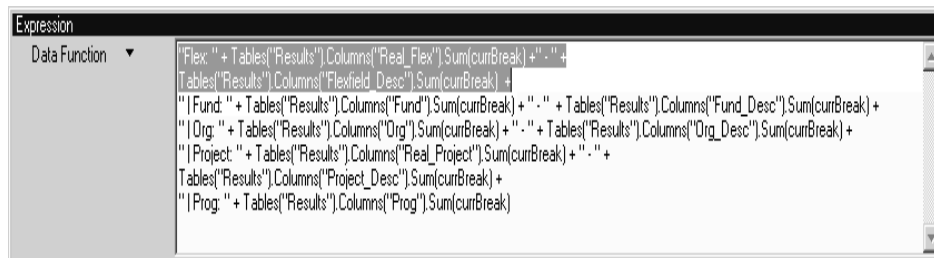 Expression
Data Function
"Flex: " + Tables("Results").Columns("Real_Flex").Sum(currBreak) +" - " +
Tables("Results").Columns("Flexfield_Desc").Sum(currBreak) +
" | Fund: " + Tables("Results").Columns("Fund").Sum(currBreak) + " - " + Tables("Results").Columns("Fund_Desc").Sum(currBreak) +
" | Org: " + Tables("Results").Columns("Org").Sum(currBreak) + " - " + Tables("Results").Columns("Org_Desc").Sum(currBreak) +
" | Project: " + Tables("Results").Columns("Real_Project").Sum(currBreak) + " - " +
Tables("Results").Columns("Project_Desc").Sum(currBreak) +
" | Prog: " + Tables("Results").Columns("Prog").Sum(currBreak)